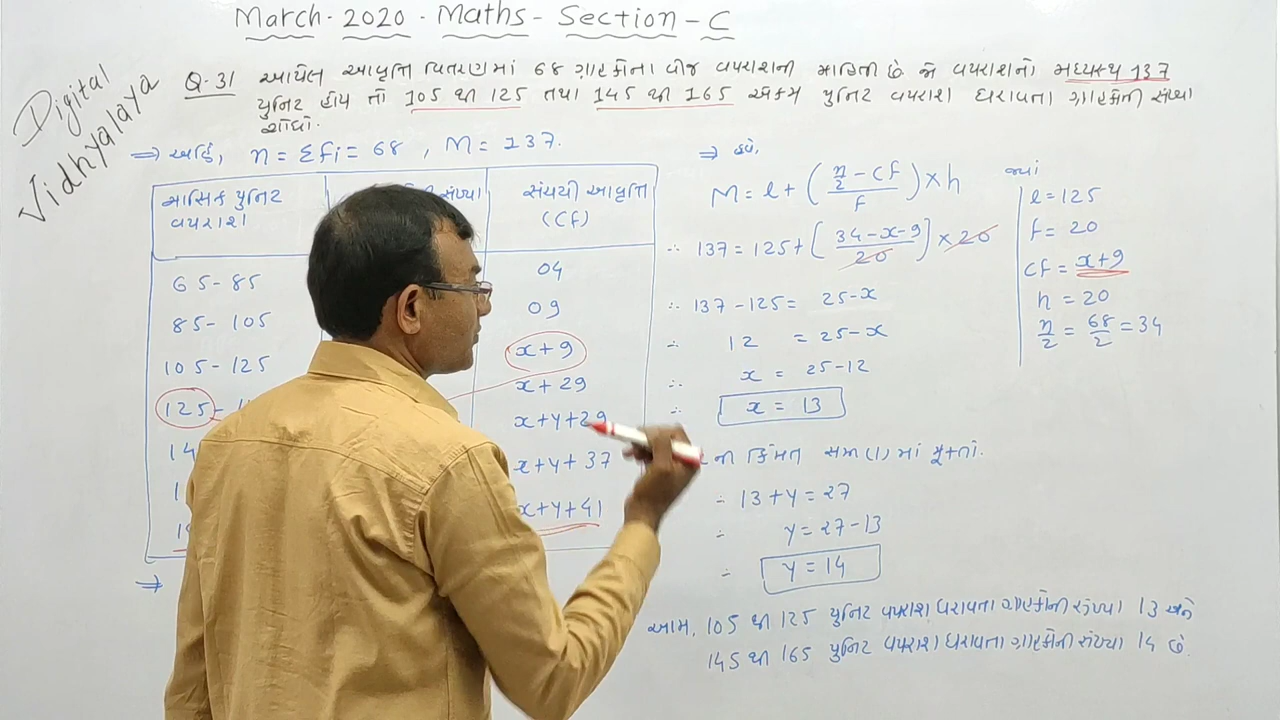 March - 2020 - Maths - Section - C
Digital
Vidhyalaya
Q-31 આપેલ આવૃત્તિ વિતરણમાં 68 ગ્રાહકોના વીજ વપરાશની માહિતી છે જો વપરાશનો મધ્યસ્થ 137
યુનિટ હોય તો 105 થી 125 તથા 145 થી 165 યુનિટ વપરાશ ધરાવતા ગ્રાહકોની સંખ્યા
શોધો.
⇒ અહીં, n = Σfi = 68 , M = 137.
માસિક યુનિટ
વપરાશ
સંખ્યા
સંચયી આવૃત્તિ
(cf)
65-85 04
85-105 09
105-125 x+9
125- x+29
14 x+y+29
1 x+y+37
1 x+y+41
⇒
⇒ હવે,
M = l + ( n/2 - cf / f ) × h
∴ 137 = 125 + [ 34-x-9 / 20 ] × 20
∴ 137-125 = 25-x
∴ 12 = 25-x
∴ x = 25-12
∴ x = 13
જ્યાં
l = 125
f = 20
cf = x+9
h = 20
n/2 = 68/2 = 34
ની કિંમત સમી (1) માં મૂકતાં.
∴ 13+y = 27
∴ y = 27-13
∴ y = 14
આમ, 105 થી 125 યુનિટ વપરાશ ધરાવતા ગ્રાહકોની સંખ્યા 13 અને
145 થી 165 યુનિટ વપરાશ ધરાવતા ગ્રાહકોની સંખ્યા 14 છે.